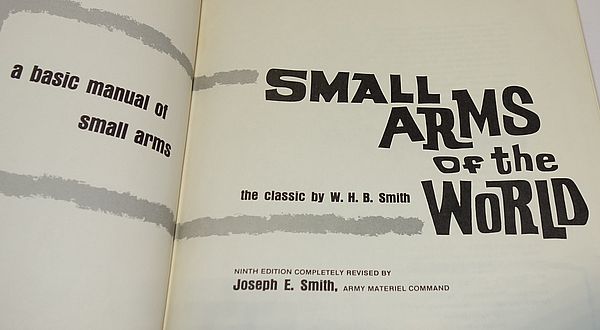 a basic manual of
small arms
SMALL
ARMS
of the
WORLD
the classic by W. H. B. Smith
NINTH EDITION COMPLETELY REVISED BY
Joseph E. Smith, ARMY MATERIEL COMMAND